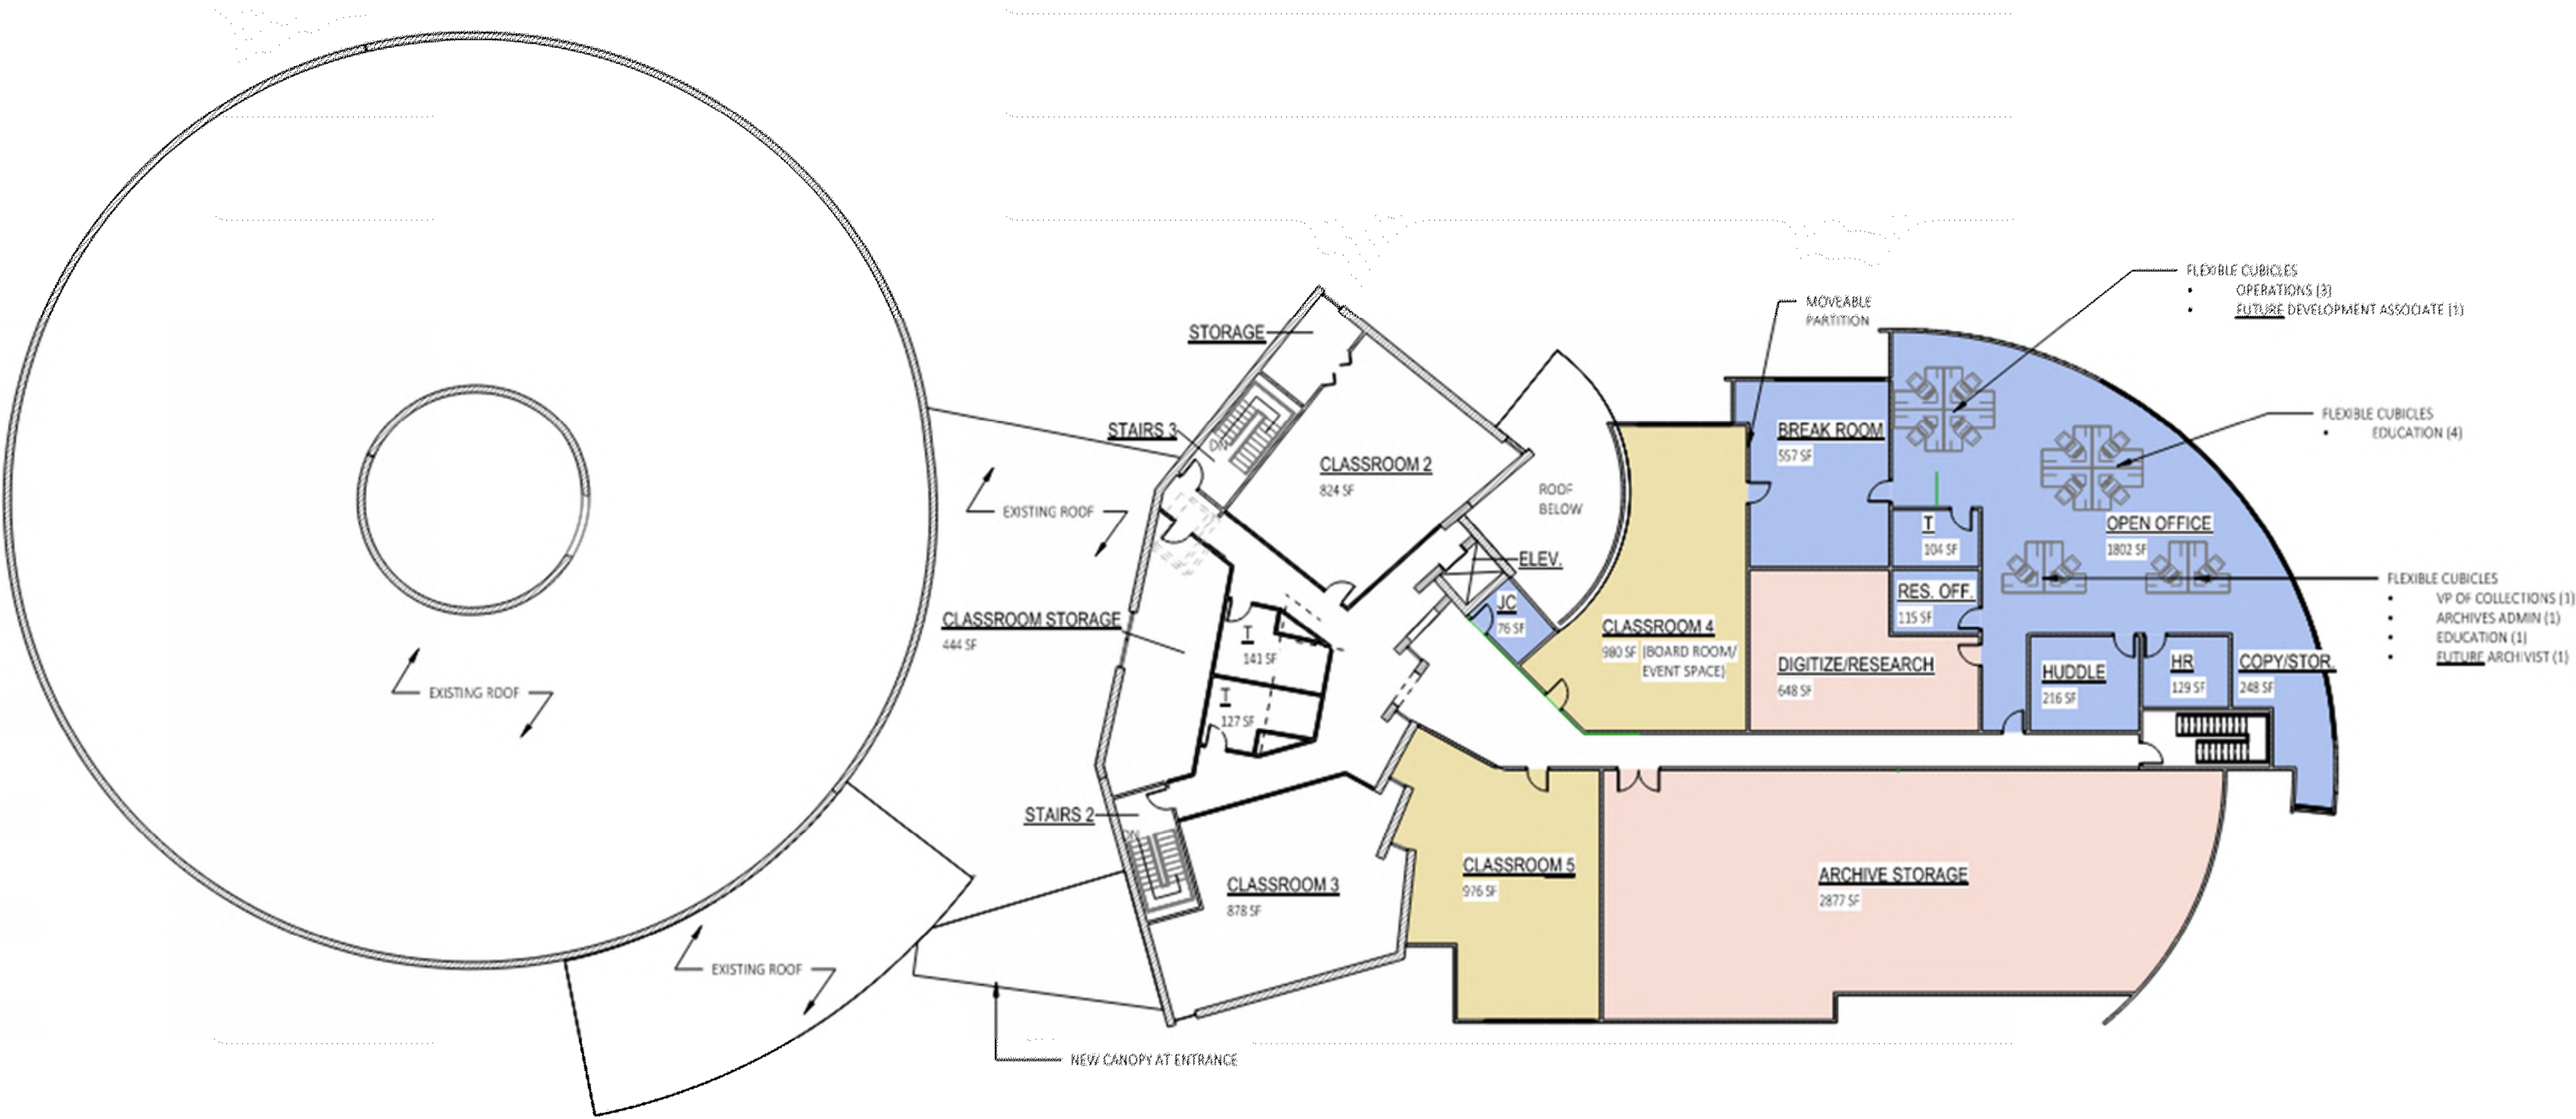 FLEXIBLE CUBICLES
• OPERATIONS (3)
• FUTURE DEVELOPMENT ASSOCIATE (1)
MOVEABLE
PARTITION
STORAGE
FLEXIBLE CUBICLES
• EDUCATION (4)
STAIRS 3
DN
BREAK ROOM
557 SF
CLASSROOM 2
824 SF
ROOF
BELOW
EXISTING ROOF
T
104 SF
OPEN OFFICE
1802 SF
ELEV.
FLEXIBLE CUBICLES
• VP OF COLLECTIONS (1)
• ARCHIVES ADMIN (1)
• EDUCATION (1)
• FUTURE ARCHIVIST (1)
RES. OFF.
115 SF
JC
76 SF
CLASSROOM STORAGE
444 SF
T
141 SF
CLASSROOM 4
980 SF (BOARD ROOM/
EVENT SPACE)
DIGITIZE/RESEARCH
648 SF
HUDDLE
216 SF
HR
129 SF
COPY/STOR.
248 SF
EXISTING ROOF
T
127 SF
STAIRS 2
DN
CLASSROOM 3
878 SF
CLASSROOM 5
976 SF
ARCHIVE STORAGE
2877 SF
EXISTING ROOF
NEW CANOPY AT ENTRANCE